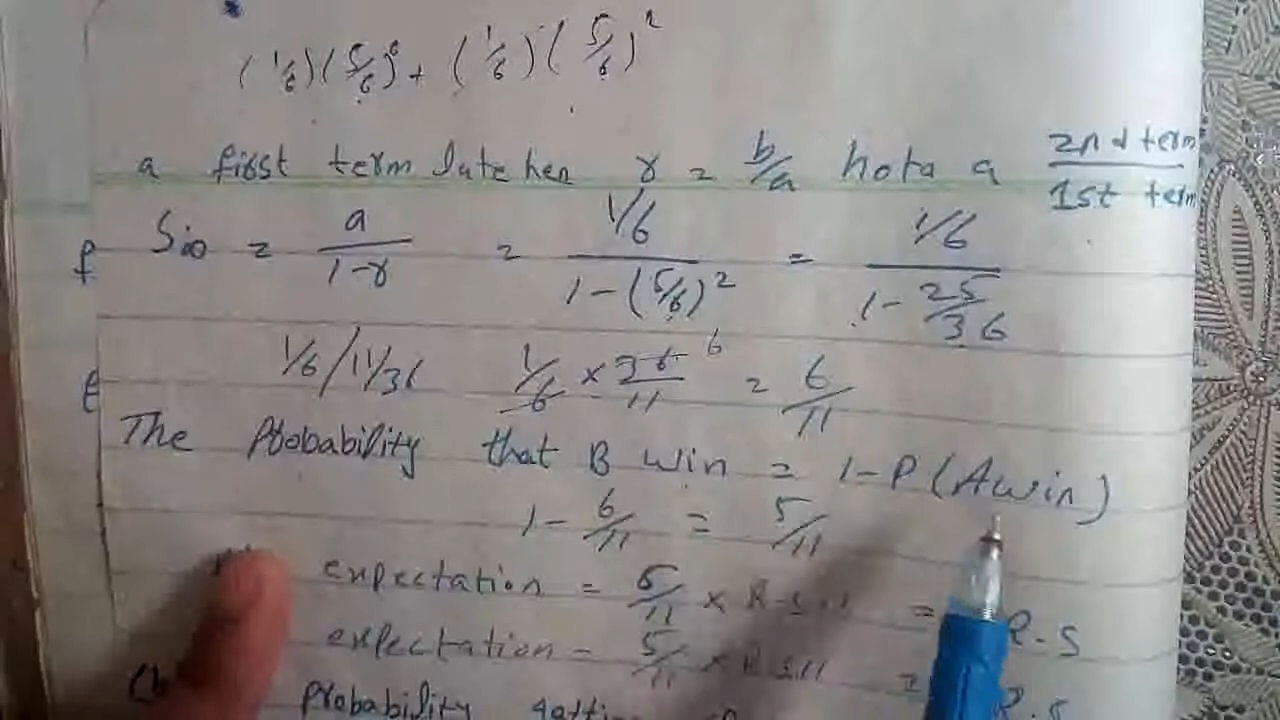 (1/6)(5/6)⁰ + (1/6)(5/6)²
a first term r = b/a hota a 2nd term / 1st term
S∞ = a/1-r = 1/6 / 1-(5/6)² = 1/6 / 1-25/36
1/6/11/36 1/6 × 36/11 6 = 6/11
The Probability that B win = 1-P(A win)
1-6/11 = 5/11
expectation = 6/11 × R-S 11 = R-S
expectation = 5/11 × R-S 11 = R-S
Probability